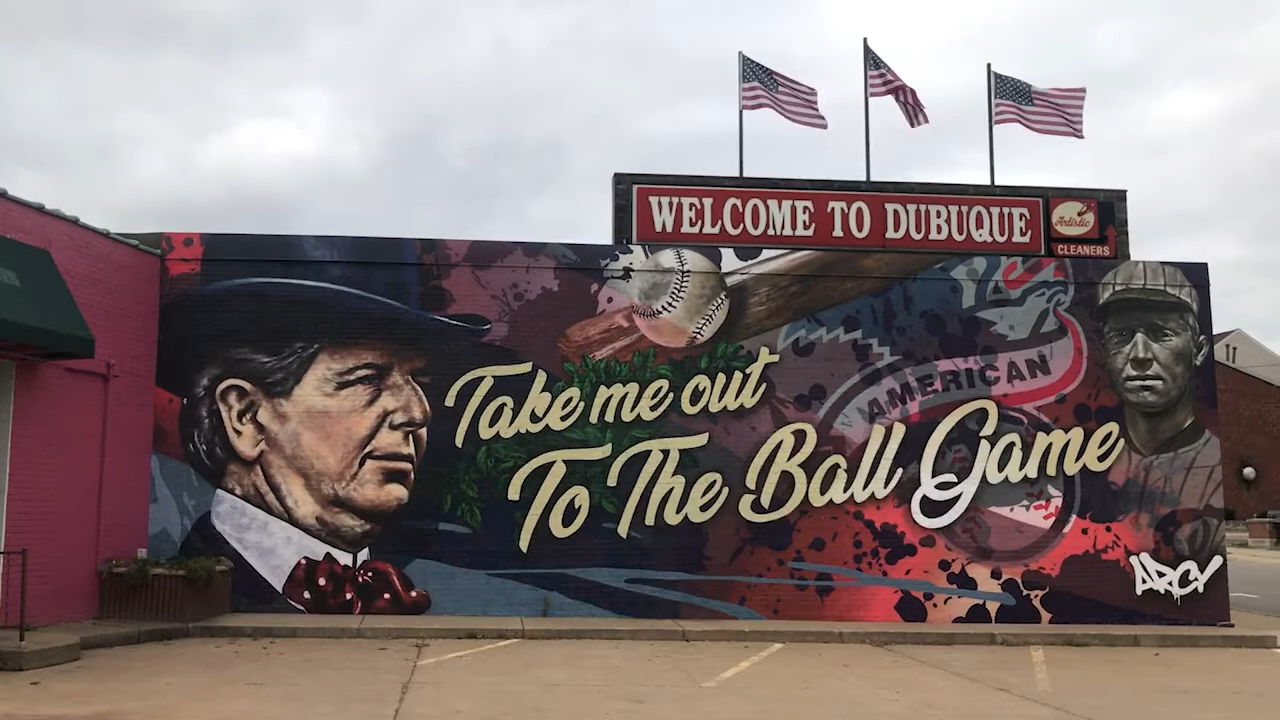 WELCOME TO DUBUQUE
Artistic
CLEANERS
Take me out
To The Ball Game
AMERICAN
ARCY